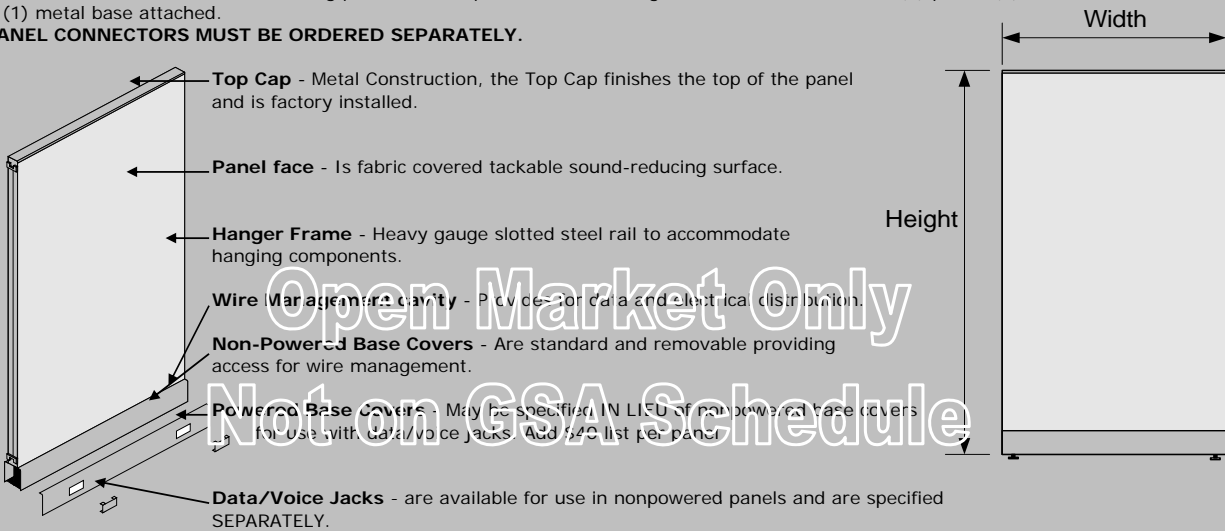 (1) metal base attached.
ANEL CONNECTORS MUST BE ORDERED SEPARATELY.
Width
Top Cap - Metal Construction, the Top Cap finishes the top of the panel
and is factory installed.
Panel face - Is fabric covered tackable sound-reducing surface.
Height
Hanger Frame - Heavy gauge slotted steel rail to accommodate
hanging components.
Open Market Only
Wire Management cavity - Provides for data and electrical distribution.
Non-Powered Base Covers - Are standard and removable providing
access for wire management.
Not on GSA Schedule
Powered Base Covers - May be specified IN LIEU of nonpowered base covers
for use with data/voice jacks. Add $40 list per panel
Data/Voice Jacks - are available for use in nonpowered panels and are specified
SEPARATELY.